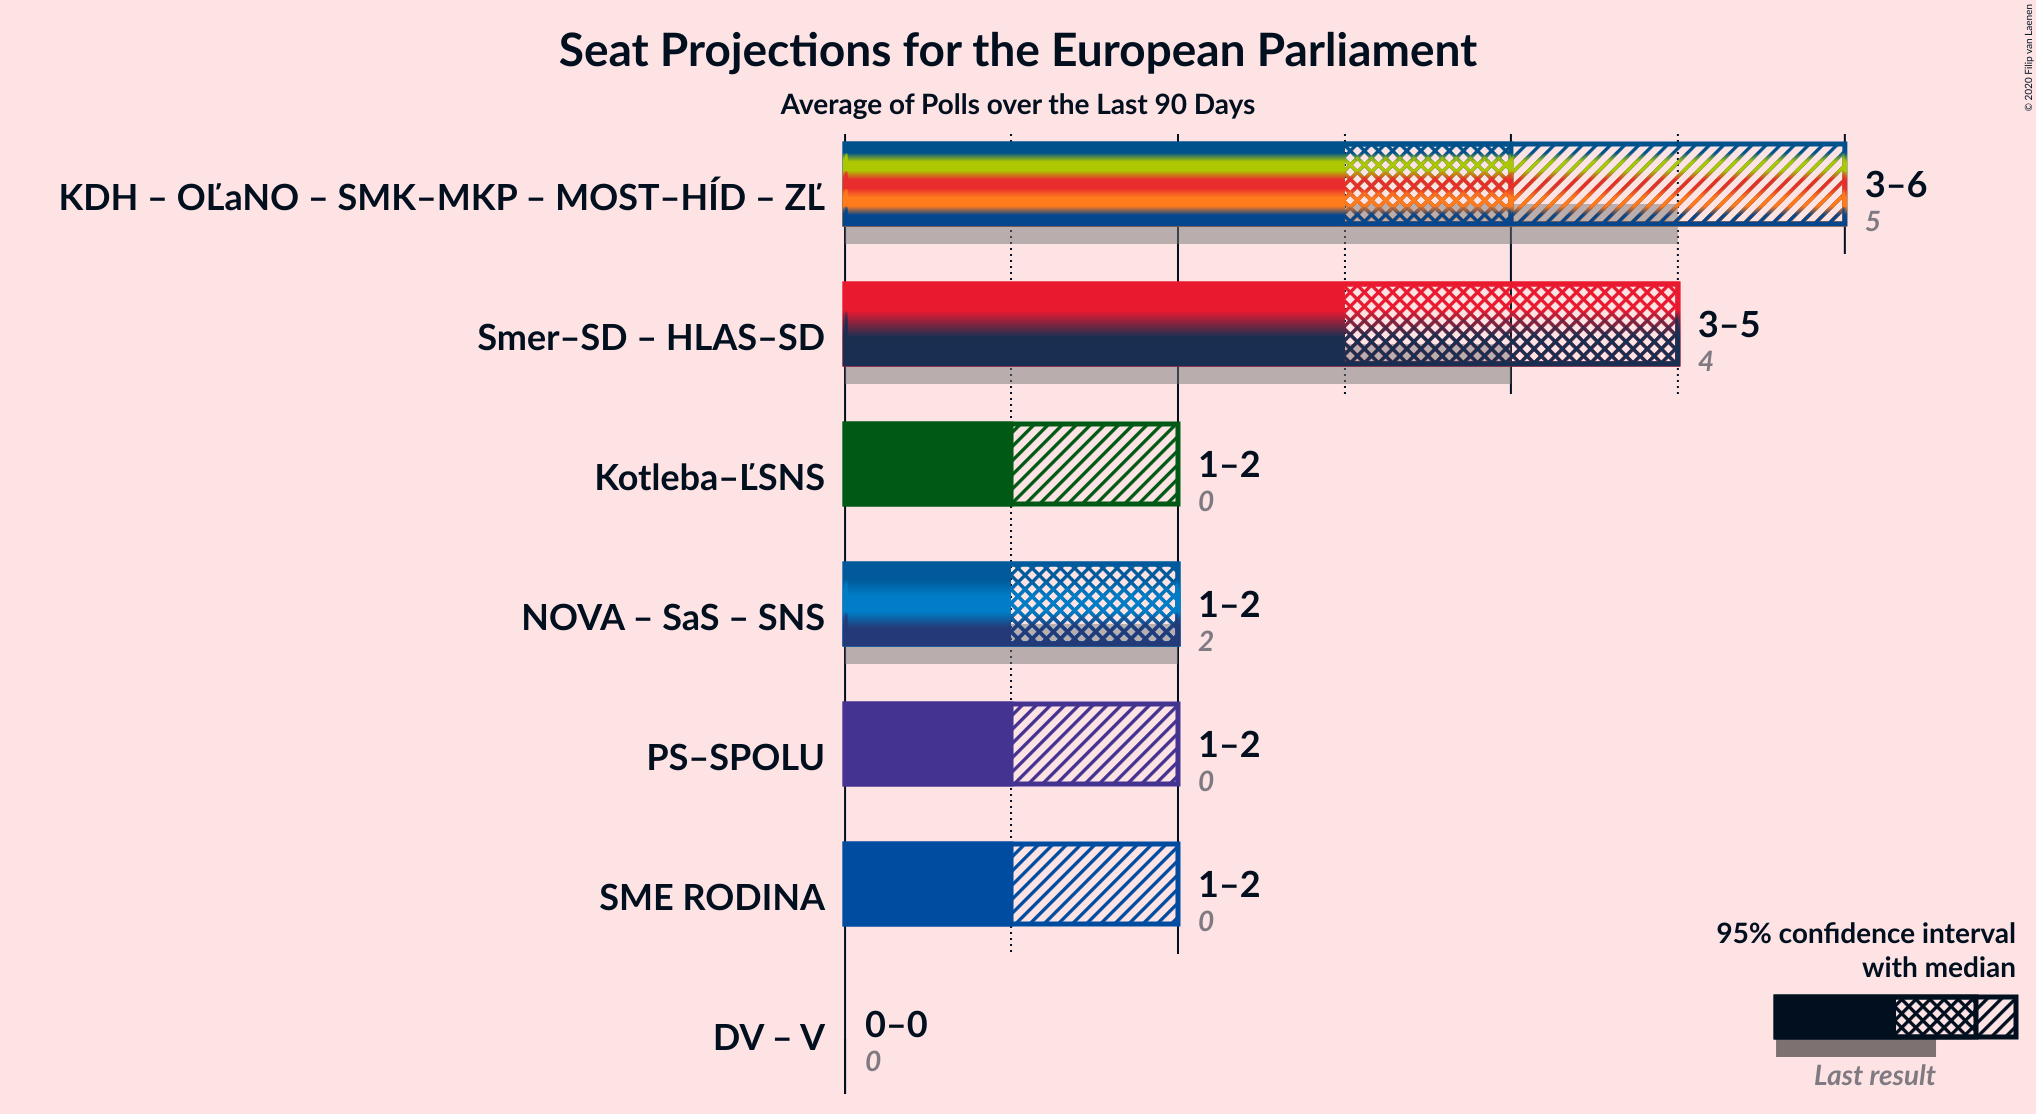 Seat Projections for the European Parliament
Average of Polls over the Last 90 Days
© 2020 Filip van Laenen
KDH – OĽaNO – SMK–MKP – MOST–HÍD – ZĽ
3–6
5
Smer–SD – HLAS–SD
3–5
4
Kotleba–ĽSNS
1–2
0
NOVA – SaS – SNS
1–2
2
PS–SPOLU
1–2
0
SME RODINA
1–2
0
DV – V
0–0
0
95% confidence interval
with median
Last result